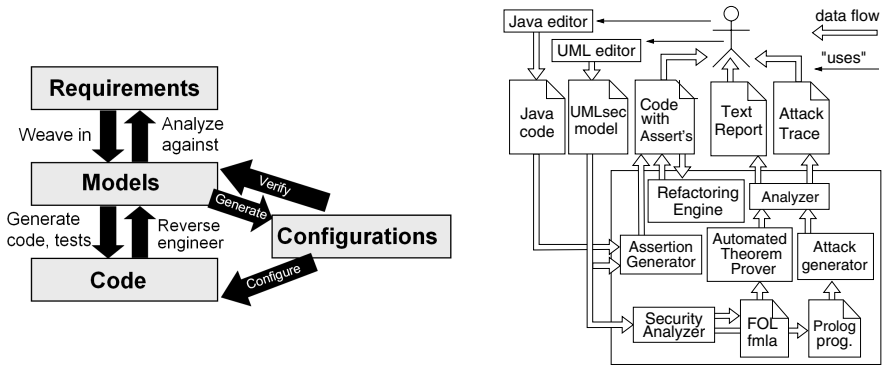 Requirements
Weave in
Analyze
against
Models
Verify
Generate
Generate
code, tests
Reverse
engineer
Configurations
Configure
Code
Java editor
UML editor
data flow
"uses"
Java
code
UMLsec
model
Code
with
Assert's
Text
Report
Attack
Trace
Refactoring
Engine
Analyzer
Assertion
Generator
Automated
Theorem
Prover
Attack
generator
Security
Analyzer
FOL
fmla
Prolog
prog.